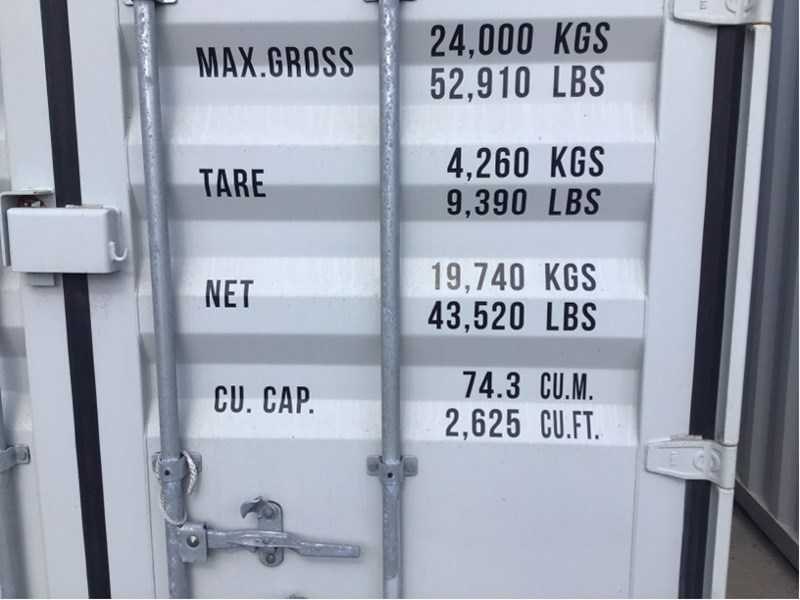 MAX.GROSS 24,000 KGS
52,910 LBS
TARE 4,260 KGS
9,390 LBS
NET 19,740 KGS
43,520 LBS
CU. CAP. 74.3 CU.M.
2,625 CU.FT.